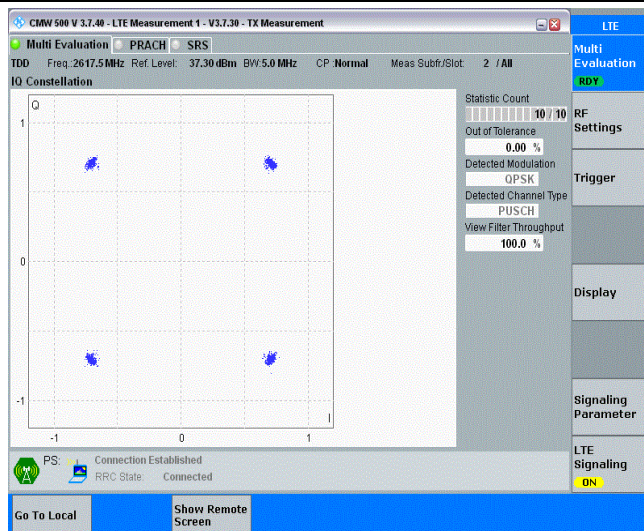 CMW 500 V 3.7.40 - LTE Measurement 1 - V3.7.30 - TX Measurement
LTE
Multi Evaluation PRACH SRS
TDD Freq.:2617.5 MHz Ref. Level: 37.30 dBm BW:5.0 MHz CP :Normal Meas Subfr./Slot: 2 / All
IQ Constellation
Q
1
0
-1
-1 0 1
I
Statistic Count
10 / 10
Out of Tolerance
0.00 %
Detected Modulation
QPSK
Detected Channel Type
PUSCH
View Filter Throughput
100.0 %
Multi
Evaluation
RDY
RF
Settings
Trigger
Display
Signaling
Parameter
LTE
Signaling
ON
PS: Connection Established
RRC State: Connected
Go To Local
Show Remote
Screen